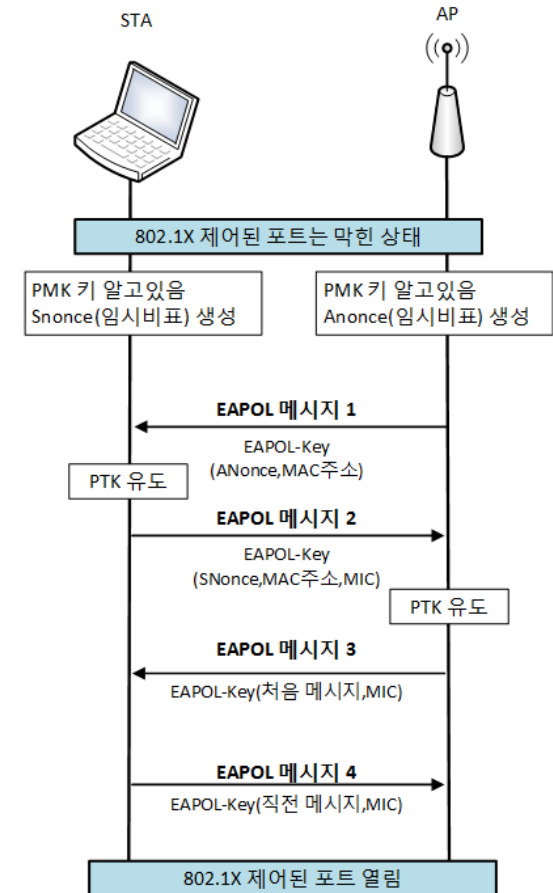 STA
AP
802.1X 제어된 포트는 막힌 상태
PMK 키 알고있음
Snonce(임시비표) 생성
PMK 키 알고있음
Anonce(임시비표) 생성
EAPOL 메시지 1
EAPOL-Key
(ANonce,MAC주소)
PTK 유도
EAPOL 메시지 2
EAPOL-Key
(SNonce,MAC주소,MIC)
PTK 유도
EAPOL 메시지 3
EAPOL-Key(처음 메시지,MIC)
EAPOL 메시지 4
EAPOL-Key(직전 메시지,MIC)
802.1X 제어된 포트 열림